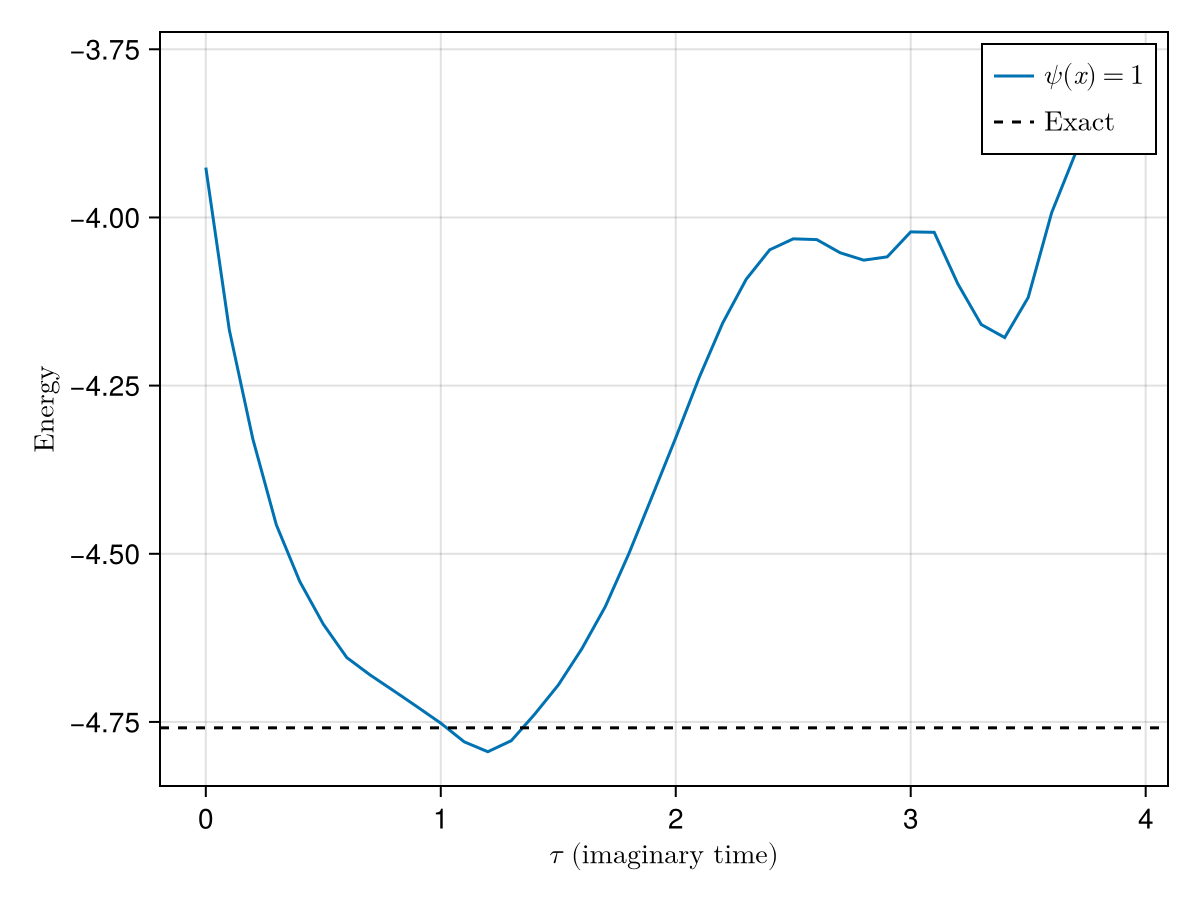 −3.75
−4.00
−4.25
−4.50
−4.75
Energy
ψ(x) = 1
Exact
0
1
2
3
4
τ (imaginary time)